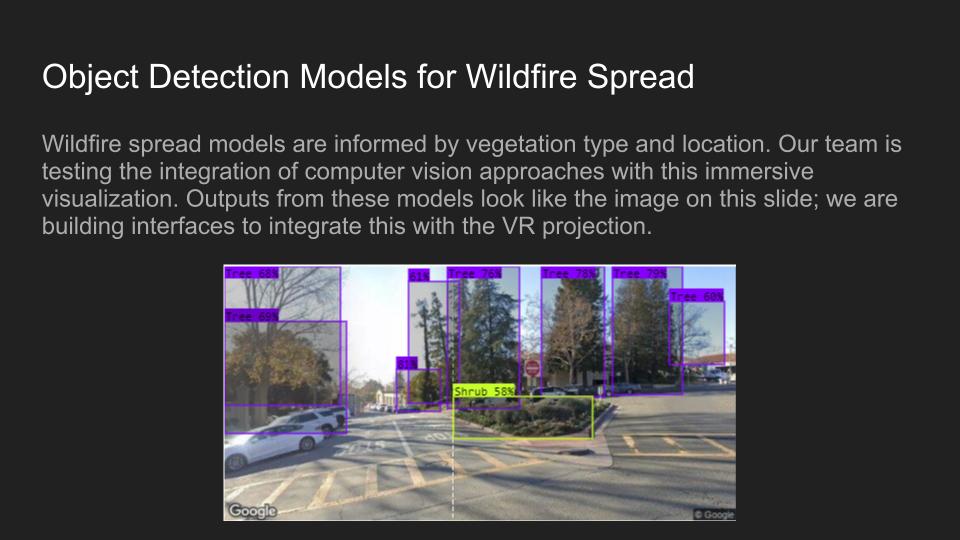 Object Detection Models for Wildfire Spread
Wildfire spread models are informed by vegetation type and location. Our team is
testing the integration of computer vision approaches with this immersive
visualization. Outputs from these models look like the image on this slide; we are
building interfaces to integrate this with the VR projection.
Tree 68%
61%
Tree 76%
Tree 78%
Tree 79%
Tree 60%
Tree 69%
Shrub 58%
Google
© Google